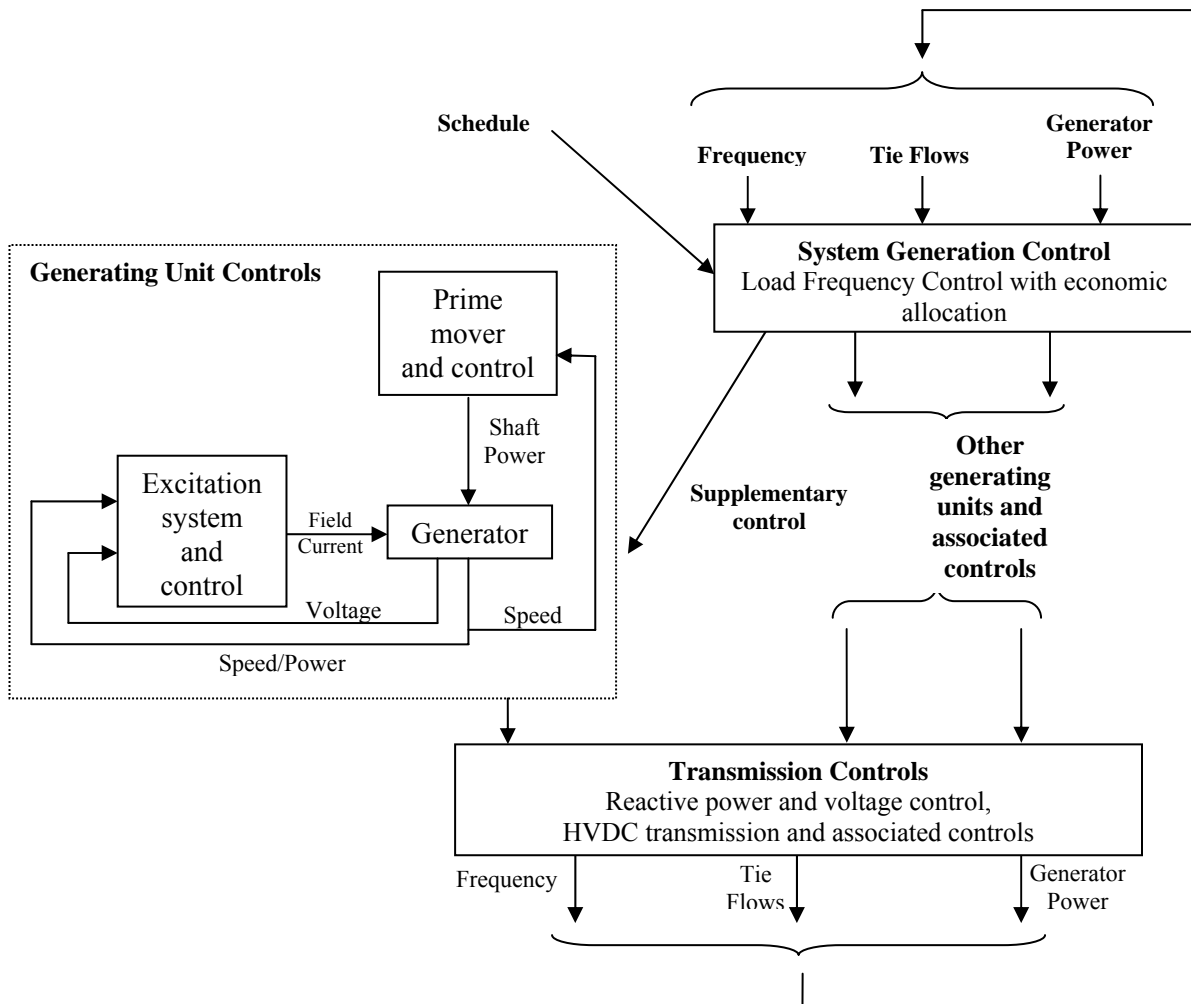 Schedule
Frequency
Tie Flows
Generator
Power
System Generation Control
Load Frequency Control with economic
allocation
Generating Unit Controls
Prime
mover
and control
Shaft
Power
Excitation
system
and
control
Field
Current
Generator
Voltage
Speed
Speed/Power
Supplementary
control
Other
generating
units and
associated
controls
Transmission Controls
Reactive power and voltage control,
HVDC transmission and associated controls
Frequency
Tie
Flows
Generator
Power